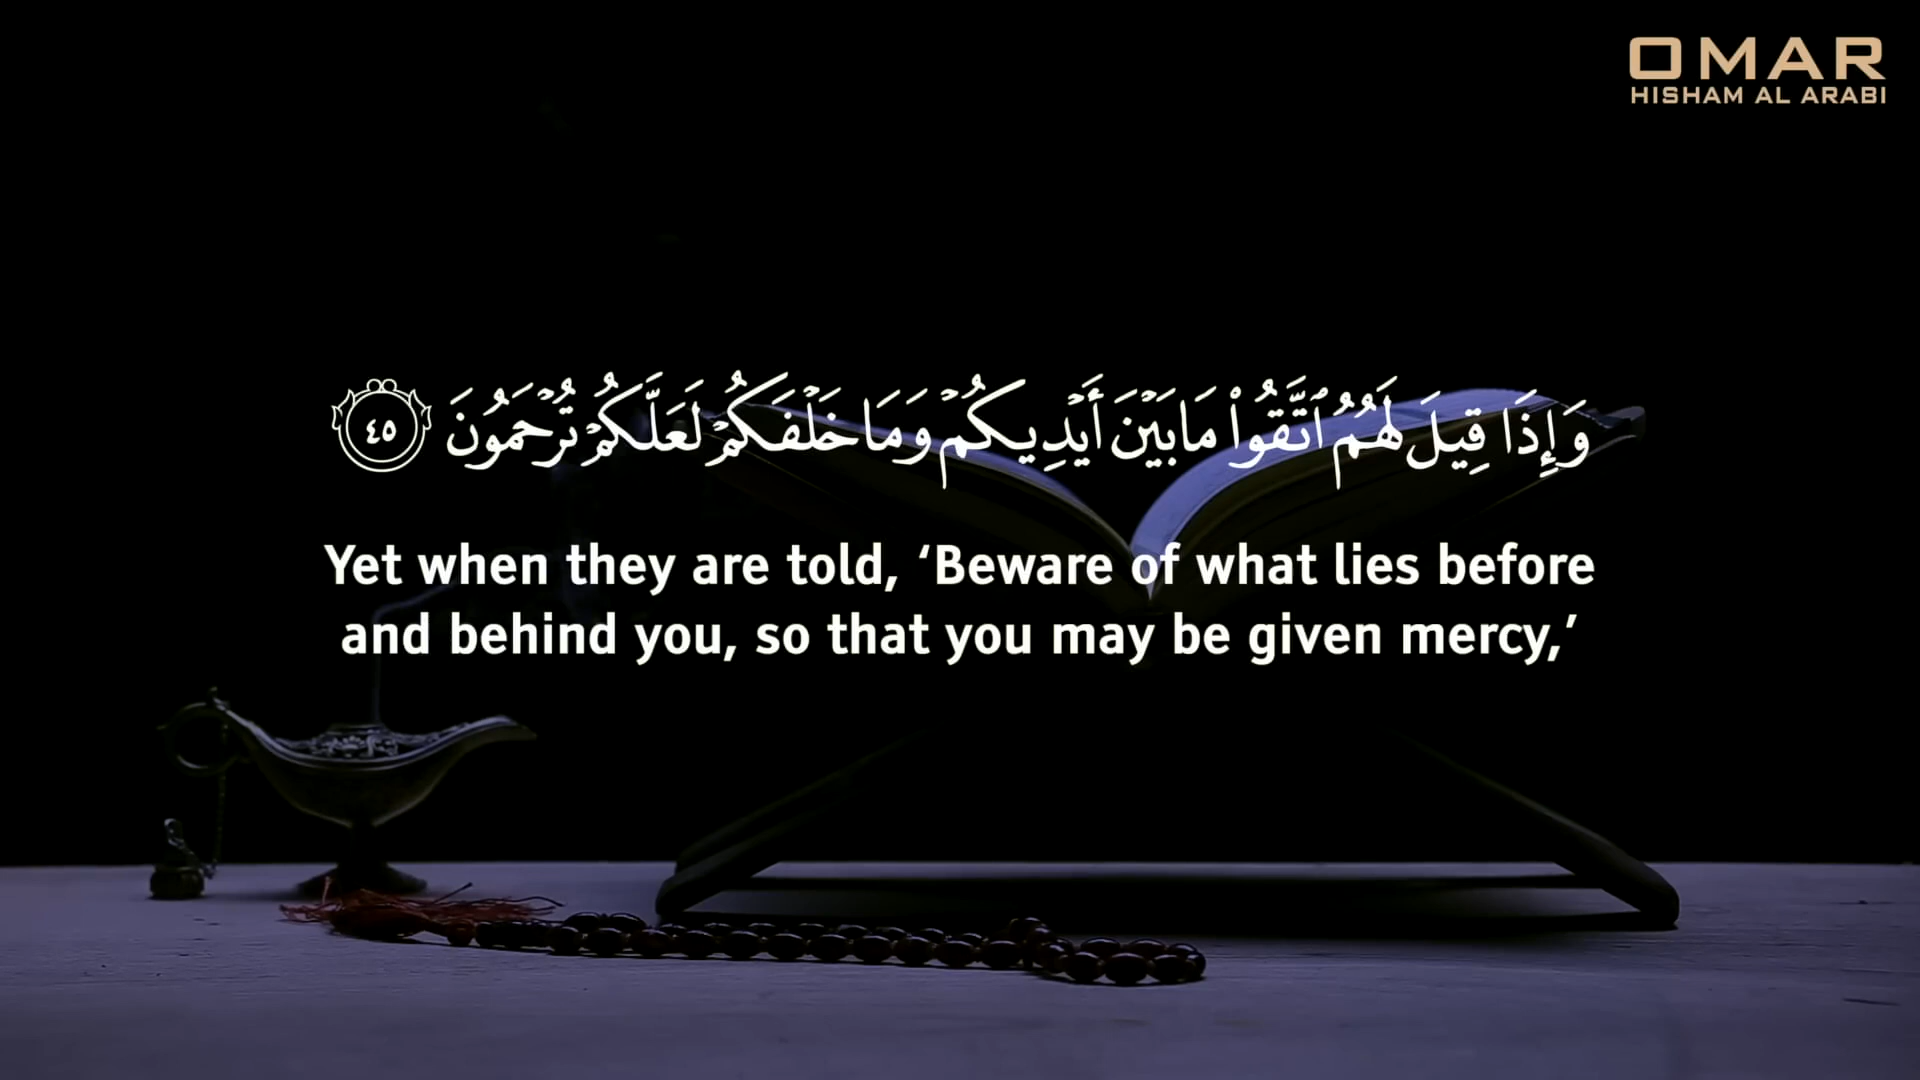 OMAR
HISHAM AL ARABI
وَإِذَا قِيلَ لَهُمُ ٱتَّقُوا۟ مَا بَيْنَ أَيْدِيكُمْ وَمَا خَلْفَكُمْ لَعَلَّكُمْ تُرْحَمُونَ ٤٥
Yet when they are told, ‘Beware of what lies before
and behind you, so that you may be given mercy,’